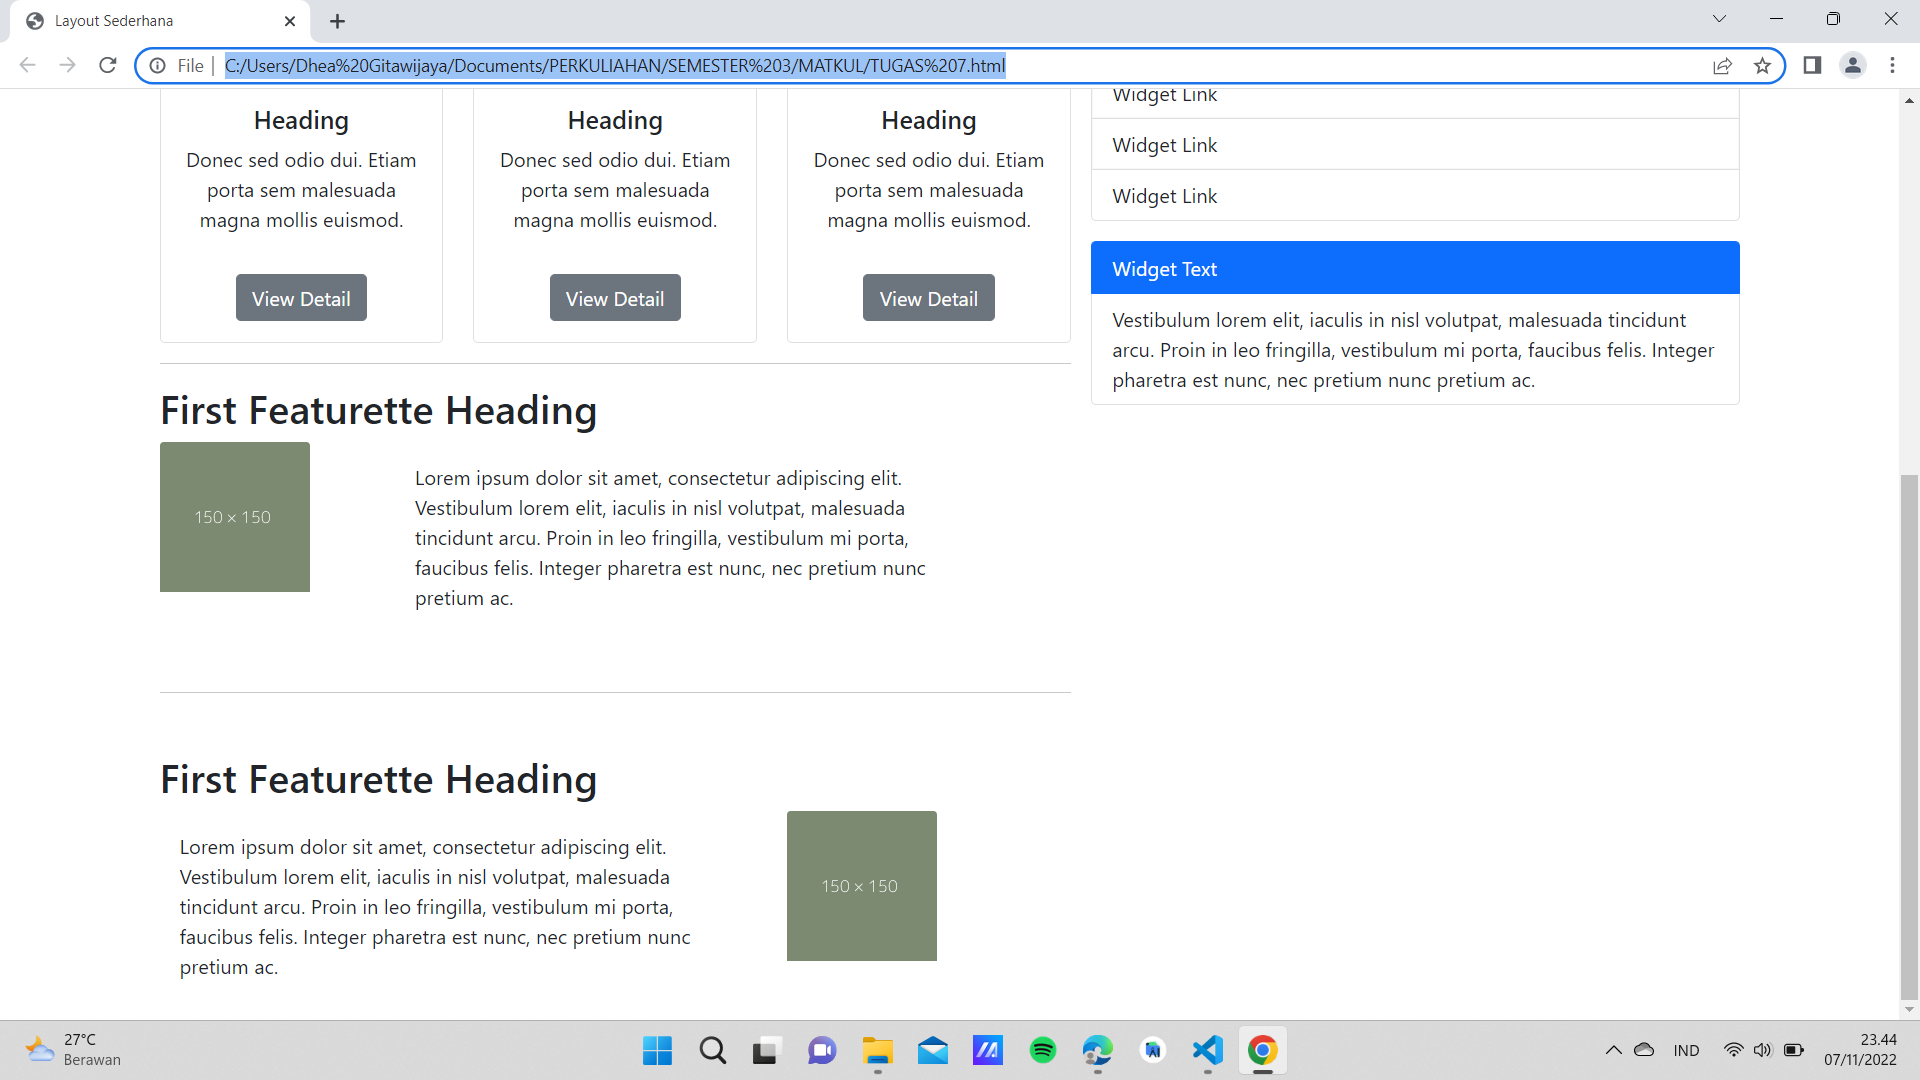 Layout Sederhana
File
C:/Users/Dhea%20Gitawijaya/Documents/PERKULIAHAN/SEMESTER%203/MATKUL/TUGAS%207.html
Heading
Donec sed odio dui. Etiam
porta sem malesuada
magna mollis euismod.
View Detail
Heading
Donec sed odio dui. Etiam
porta sem malesuada
magna mollis euismod.
View Detail
Heading
Donec sed odio dui. Etiam
porta sem malesuada
magna mollis euismod.
View Detail
First Featurette Heading
150 × 150
Lorem ipsum dolor sit amet, consectetur adipiscing elit.
Vestibulum lorem elit, iaculis in nisl volutpat, malesuada
tincidunt arcu. Proin in leo fringilla, vestibulum mi porta,
faucibus felis. Integer pharetra est nunc, nec pretium nunc
pretium ac.
First Featurette Heading
Lorem ipsum dolor sit amet, consectetur adipiscing elit.
Vestibulum lorem elit, iaculis in nisl volutpat, malesuada
tincidunt arcu. Proin in leo fringilla, vestibulum mi porta,
faucibus felis. Integer pharetra est nunc, nec pretium nunc
pretium ac.
150 × 150
Widget Link
Widget Link
Widget Link
Widget Text
Vestibulum lorem elit, iaculis in nisl volutpat, malesuada tincidunt
arcu. Proin in leo fringilla, vestibulum mi porta, faucibus felis. Integer
pharetra est nunc, nec pretium nunc pretium ac.
27°C
Berawan
IND
23.44
07/11/2022